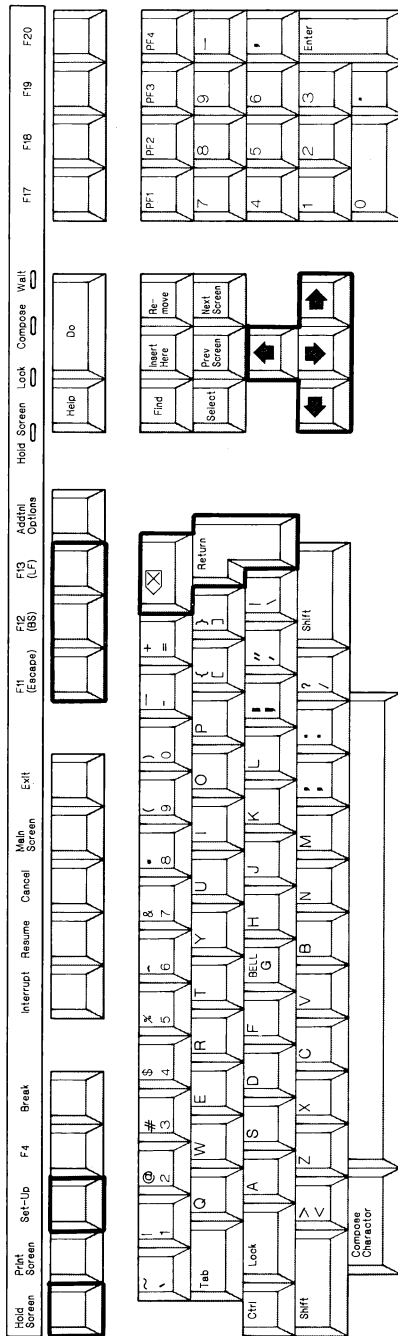 Hold Screen
Print Screen
Set-Up
F4
Break
Interrupt
Resume
Cancel
Main Screen
Exit
F11 (Escape)
F12 (BS)
F13 (LF)
Addtnl Options
Help
Do
Hold Screen
Lock
Compose
Wait
F17
F18
F19
F20
~ `
! 1
@ 2
# 3
$ 4
% 5
6
& 7
8
( 9
) 0
— -
+ =
Tab
Q
W
E
R
T
Y
U
I
O
P
{ [
} ]
Return
Ctrl
Lock
A
S
D
F
BELL G
H
J
K
L
| \
Shift
> <
Z
X
C
V
B
N
M
? /
Shift
Compose Charactor
Find
Insert Here
Re-move
Select
Prev Screen
Next Screen
PF1
PF2
PF3
PF4
7
8
9
—
4
5
6
,
1
2
3
Enter
0
.